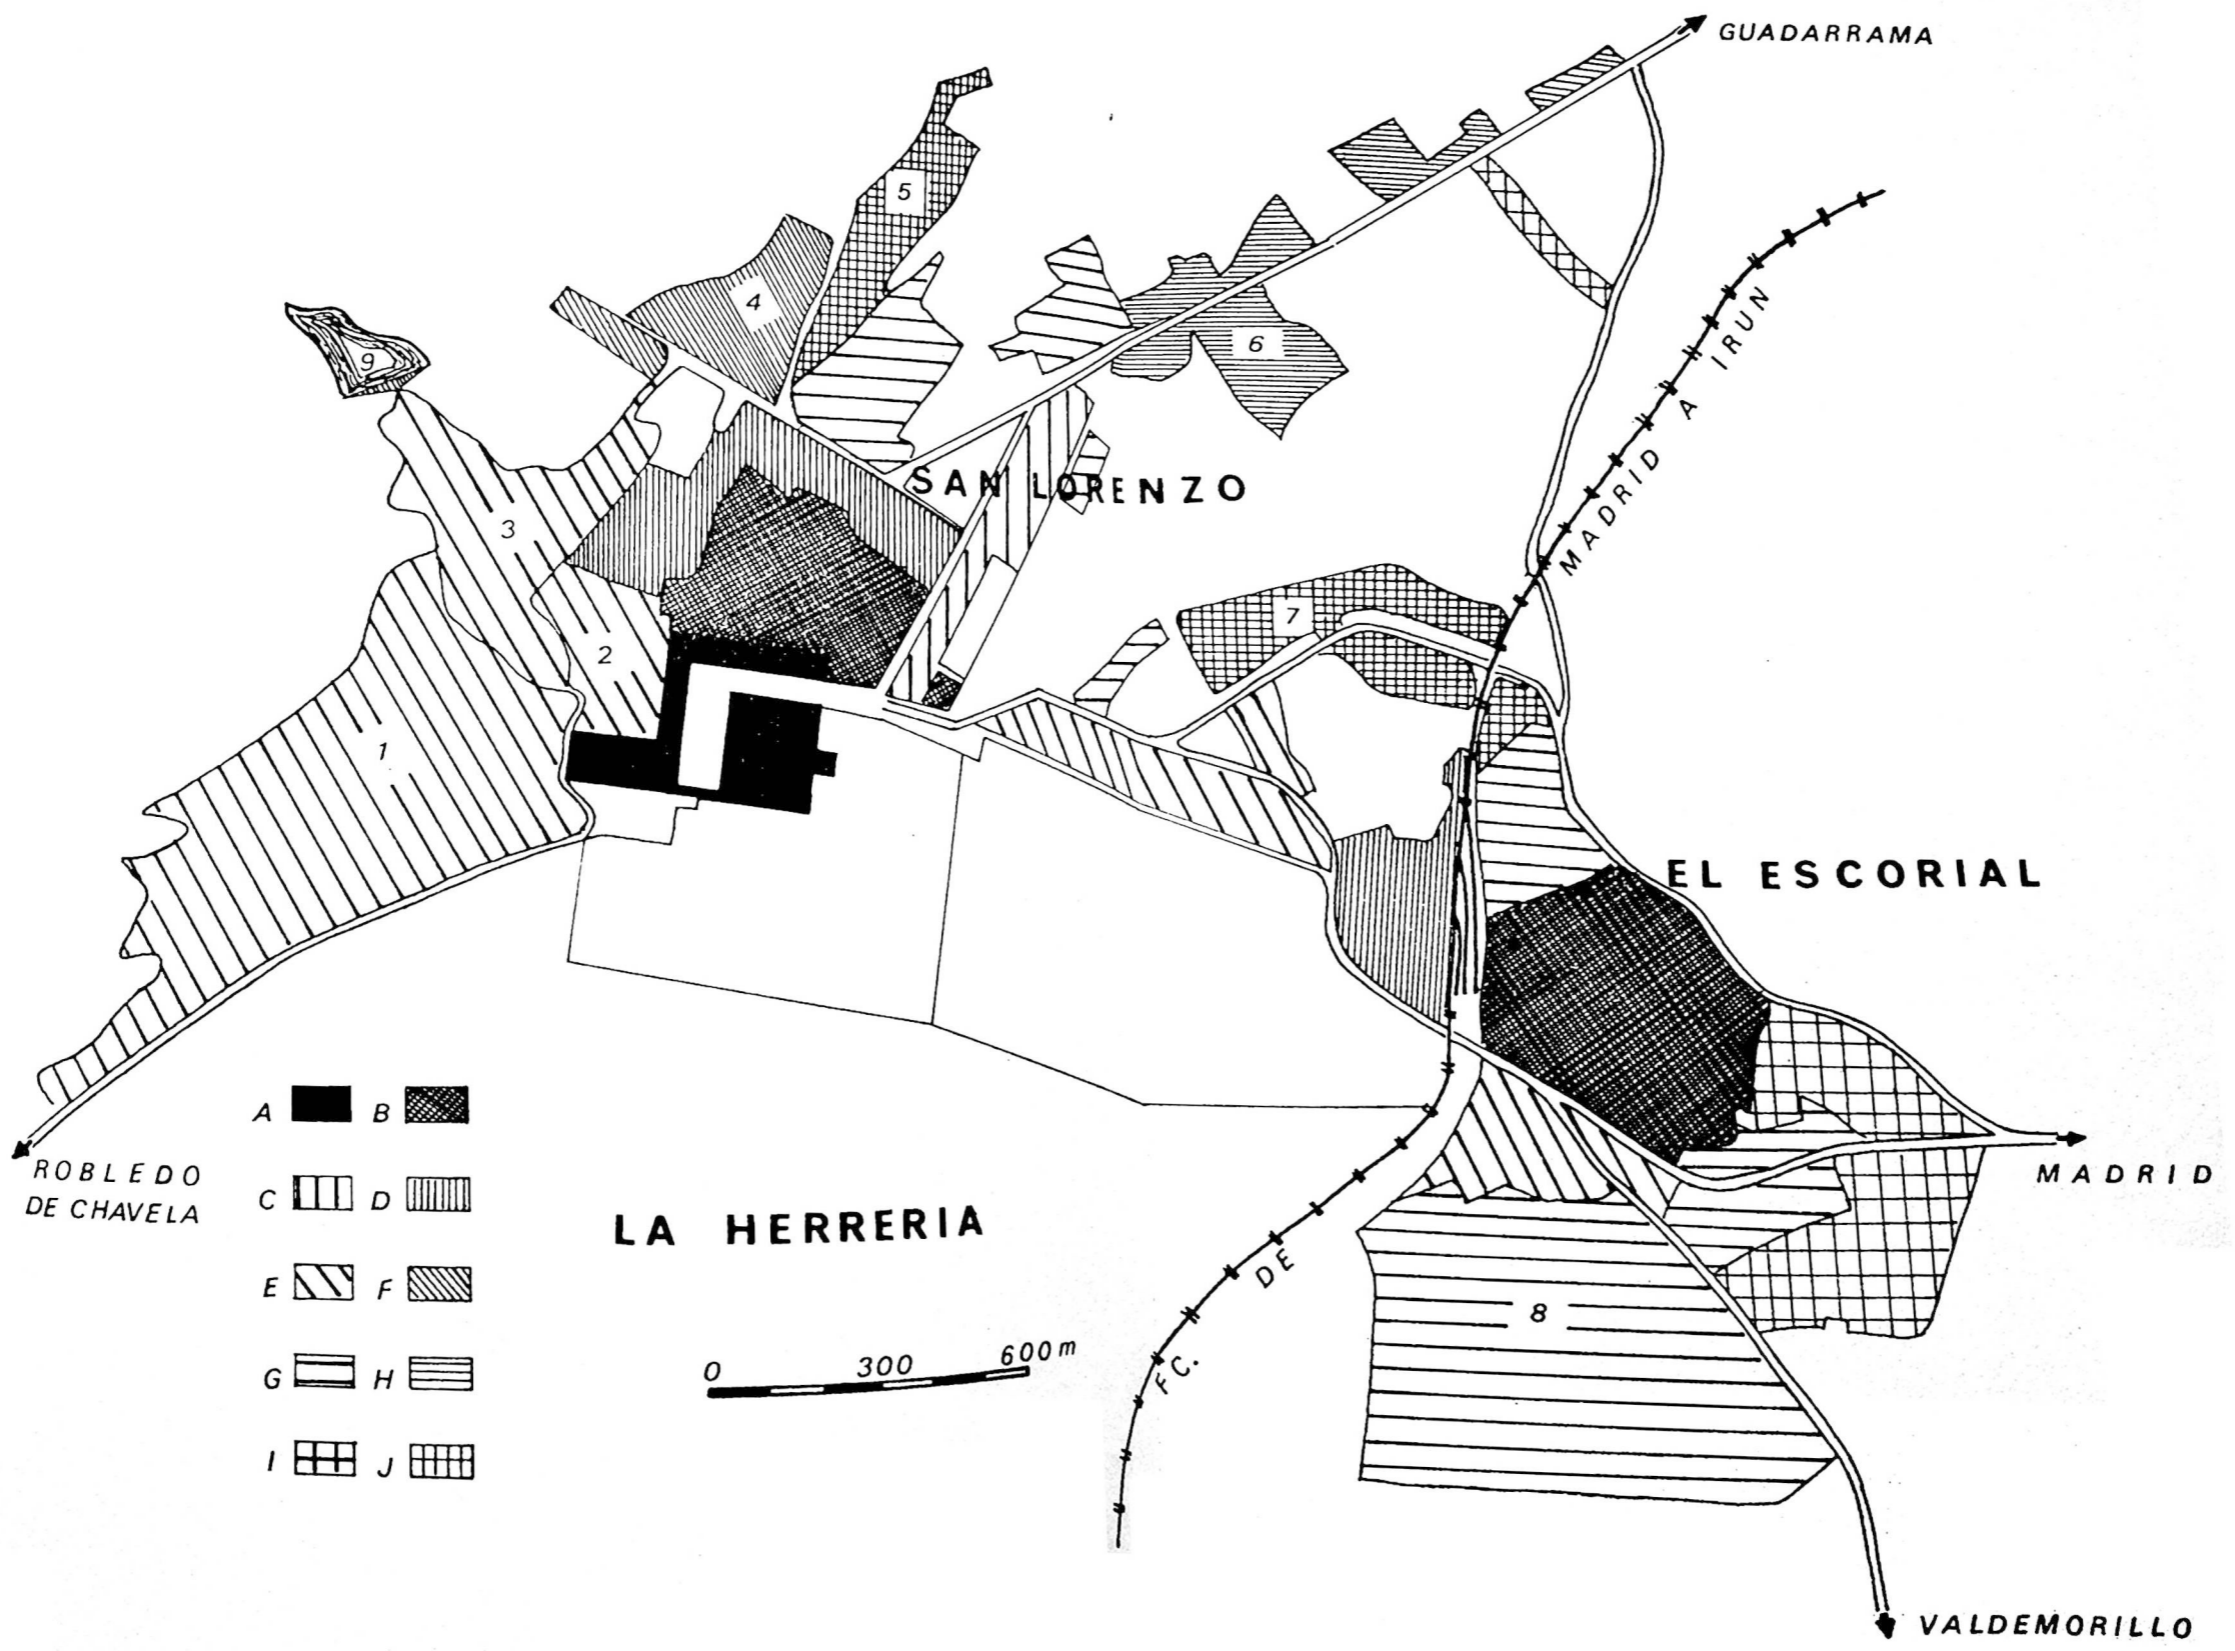 GUADARRAMA
5
4
9
6
MADRID A IRUN
SAN LORENZO
3
7
2
1
EL ESCORIAL
A B
ROBLEDO
DE CHAVELA
MADRID
C D
LA HERRERIA
E F
DE
8
G H
0 300 600 m
FC.
I J
VALDEMORILLO